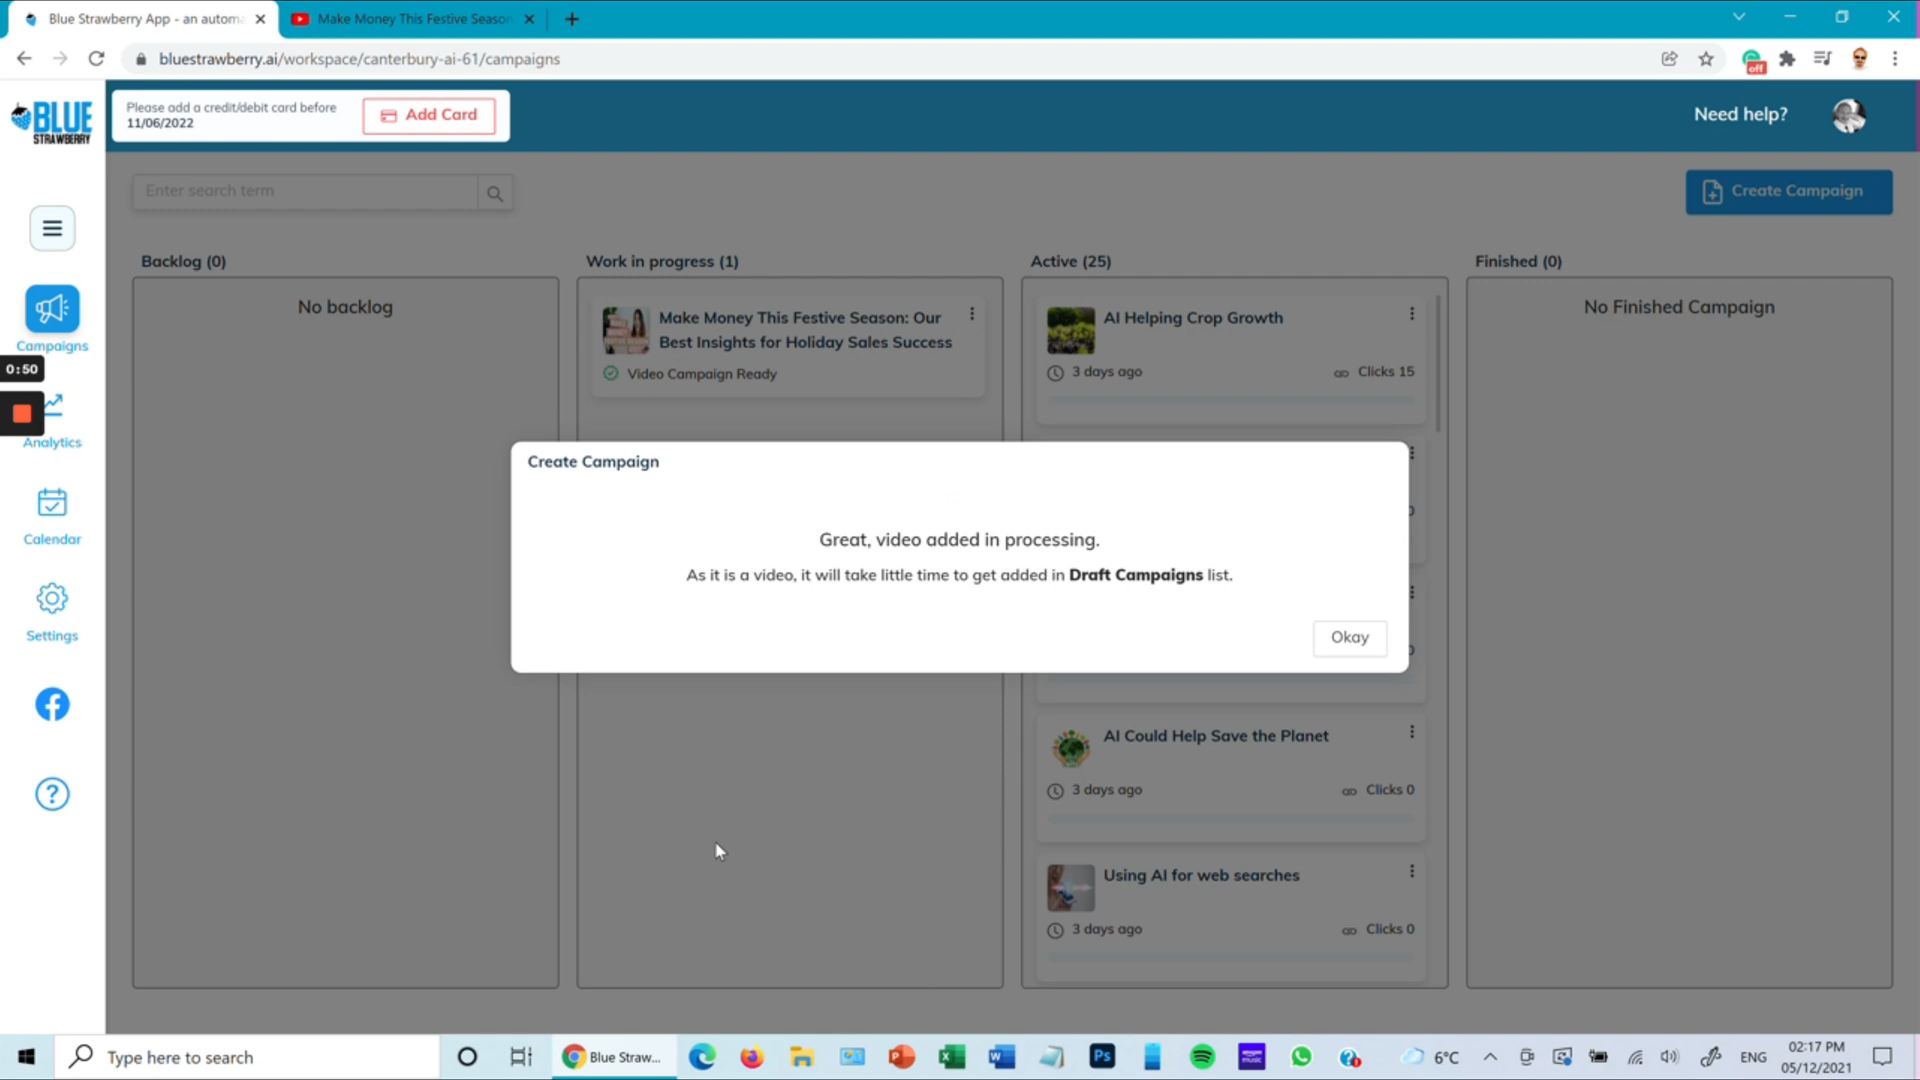 Blue Strawberry App - an automa
Make Money This Festive Season
bluestrawberry.ai/workspace/canterbury-ai-61/campaigns
off
BLUE
STRAWBERRY
Please add a credit/debit card before
11/06/2022
Add Card
Need help?
Enter search term
Create Campaign
Campaigns
0:50
Analytics
Calendar
Settings
Backlog (0)
No backlog
Work in progress (1)
Make Money This Festive Season: Our
Best Insights for Holiday Sales Success
Video Campaign Ready
Active (25)
AI Helping Crop Growth
3 days ago
Clicks 15
Finished (0)
No Finished Campaign
Create Campaign
Great, video added in processing.
As it is a video, it will take little time to get added in Draft Campaigns list.
Okay
AI Could Help Save the Planet
3 days ago
Clicks 0
Using AI for web searches
3 days ago
Clicks 0
Type here to search
Blue Straw...
Ps
6°C
ENG
02:17 PM
05/12/2021